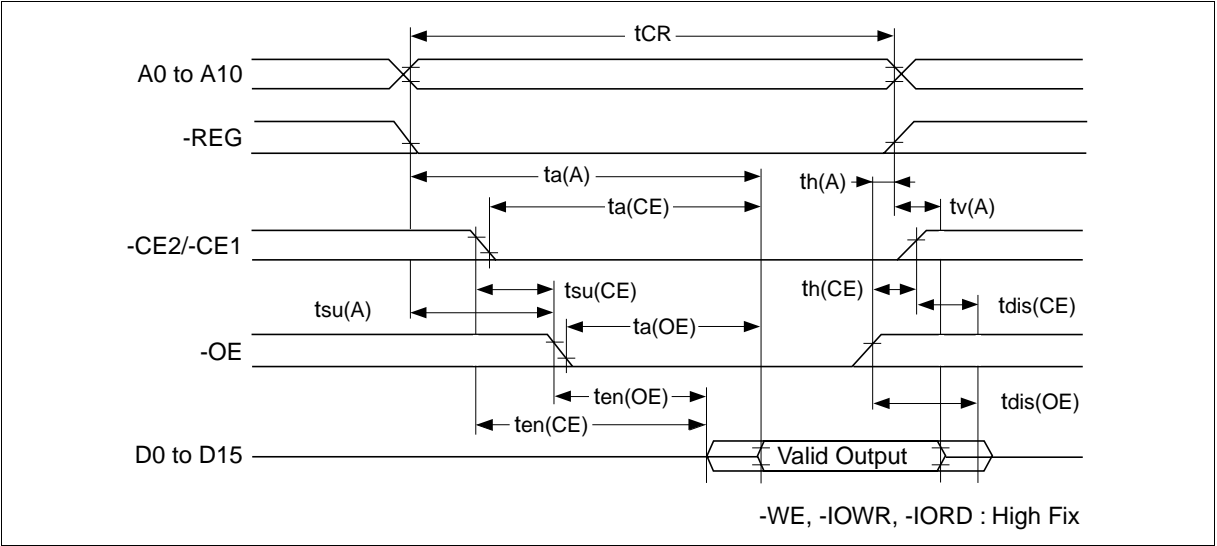 tCR
A0 to A10
-REG
ta(A)
th(A)
ta(CE)
tv(A)
-CE2/-CE1
tsu(CE)
th(CE)
tsu(A)
tdis(CE)
ta(OE)
-OE
ten(OE)
tdis(OE)
ten(CE)
D0 to D15
Valid Output
-WE, -IOWR, -IORD : High Fix